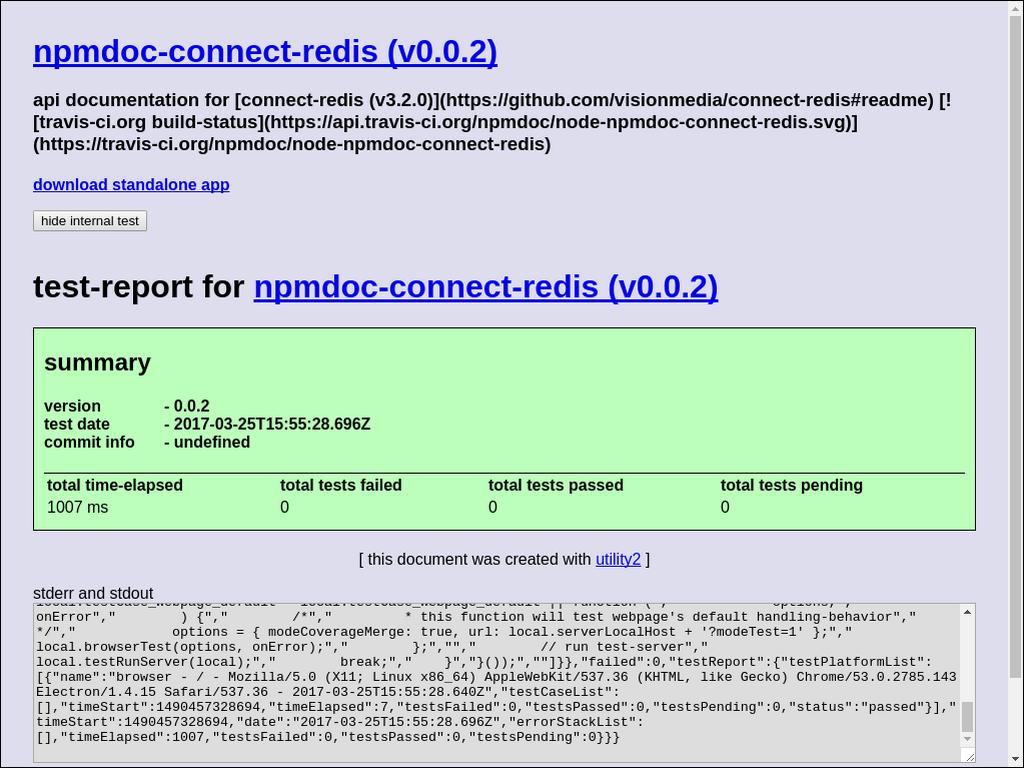 npmdoc-connect-redis (v0.0.2)
api documentation for [connect-redis (v3.2.0)](https://github.com/visionmedia/connect-redis#readme) [!
[travis-ci.org build-status](https://api.travis-ci.org/npmdoc/node-npmdoc-connect-redis.svg)]
(https://travis-ci.org/npmdoc/node-npmdoc-connect-redis)
download standalone app
hide internal test
test-report for npmdoc-connect-redis (v0.0.2)
summary
version - 0.0.2
test date - 2017-03-25T15:55:28.696Z
commit info - undefined
total time-elapsed total tests failed total tests passed total tests pending
1007 ms 0 0 0
[ this document was created with utility2 ]
stderr and stdout
onError","        ) {","        /*","         * this function will test webpage's default handling-behavior","
*/","            options = { modeCoverageMerge: true, url: local.serverLocalHost + '?modeTest=1' };","
local.browserTest(options, onError);","        };","","        // run test-server","
local.testRunServer(local);","        break;","    }","}());",""]}},"failed":0,"testReport":{"testPlatformList":
[{"name":"browser - / - Mozilla/5.0 (X11; Linux x86_64) AppleWebKit/537.36 (KHTML, like Gecko) Chrome/53.0.2785.143
Electron/1.4.15 Safari/537.36 - 2017-03-25T15:55:28.640Z","testCaseList":
[],"timeStart":1490457328694,"timeElapsed":7,"testsFailed":0,"testsPassed":0,"testsPending":0,"status":"passed"}],"
timeStart":1490457328694,"date":"2017-03-25T15:55:28.696Z","errorStackList":
[],"timeElapsed":1007,"testsFailed":0,"testsPassed":0,"testsPending":0}}}